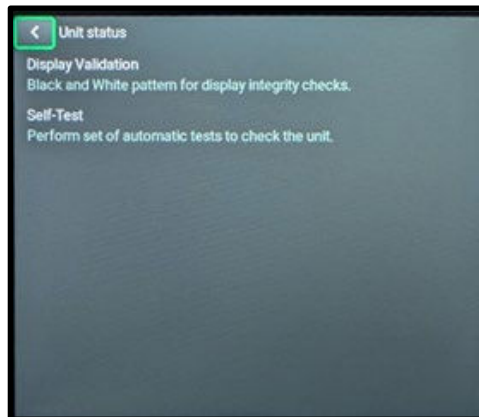 Unit status
Display Validation
Black and White pattern for display integrity checks.
Self-Test
Perform set of automatic tests to check the unit.